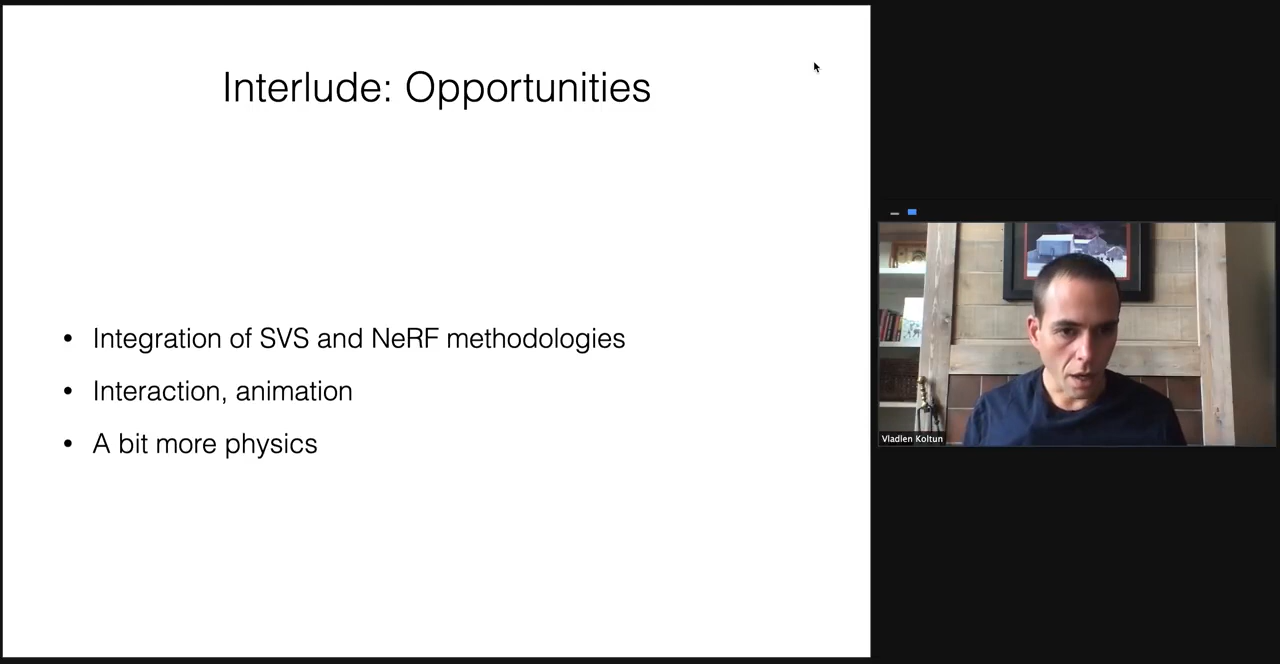 Interlude: Opportunities
• Integration of SVS and NeRF methodologies
• Interaction, animation
• A bit more physics
Vladlen Koltun